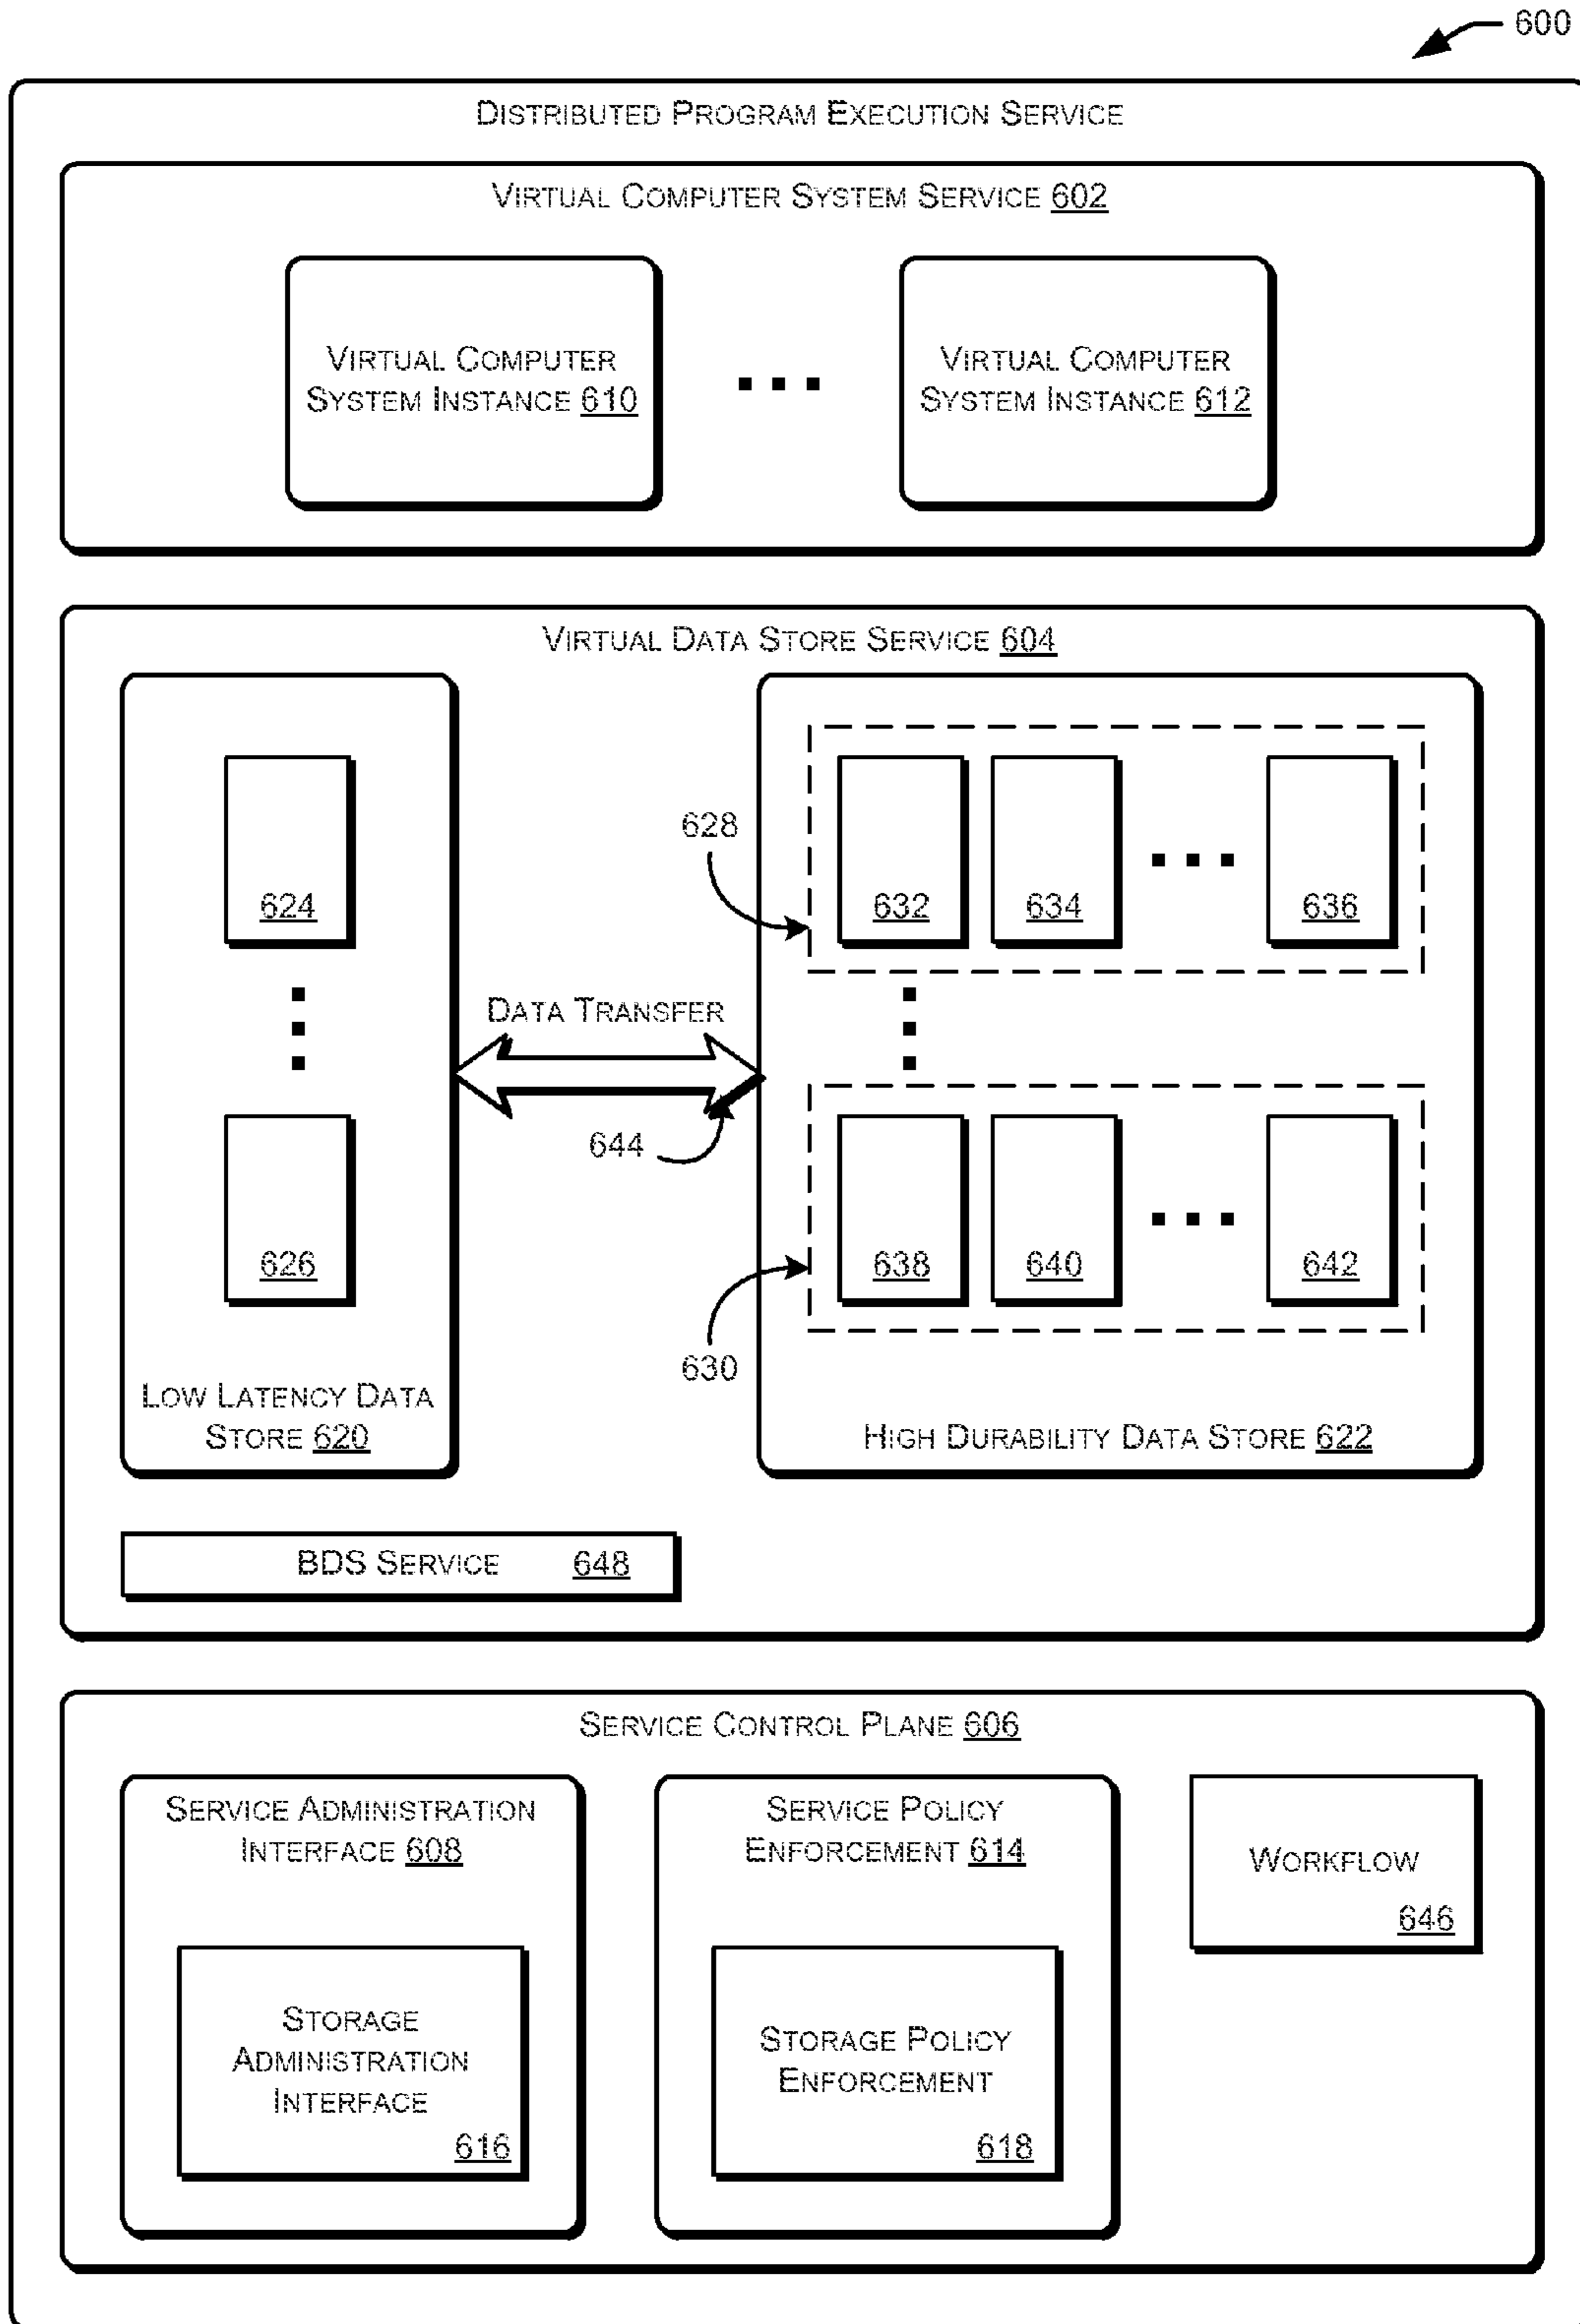 600
DISTRIBUTED PROGRAM EXECUTION SERVICE
VIRTUAL COMPUTER SYSTEM SERVICE 602
VIRTUAL COMPUTER
SYSTEM INSTANCE 610
VIRTUAL COMPUTER
SYSTEM INSTANCE 612
VIRTUAL DATA STORE SERVICE 604
624
626
LOW LATENCY DATA
STORE 620
DATA TRANSFER
644
628
632 634 636
630
638 640 642
HIGH DURABILITY DATA STORE 622
BDS SERVICE 648
SERVICE CONTROL PLANE 606
SERVICE ADMINISTRATION
INTERFACE 608
STORAGE
ADMINISTRATION
INTERFACE
616
SERVICE POLICY
ENFORCEMENT 614
STORAGE POLICY
ENFORCEMENT
618
WORKFLOW
646